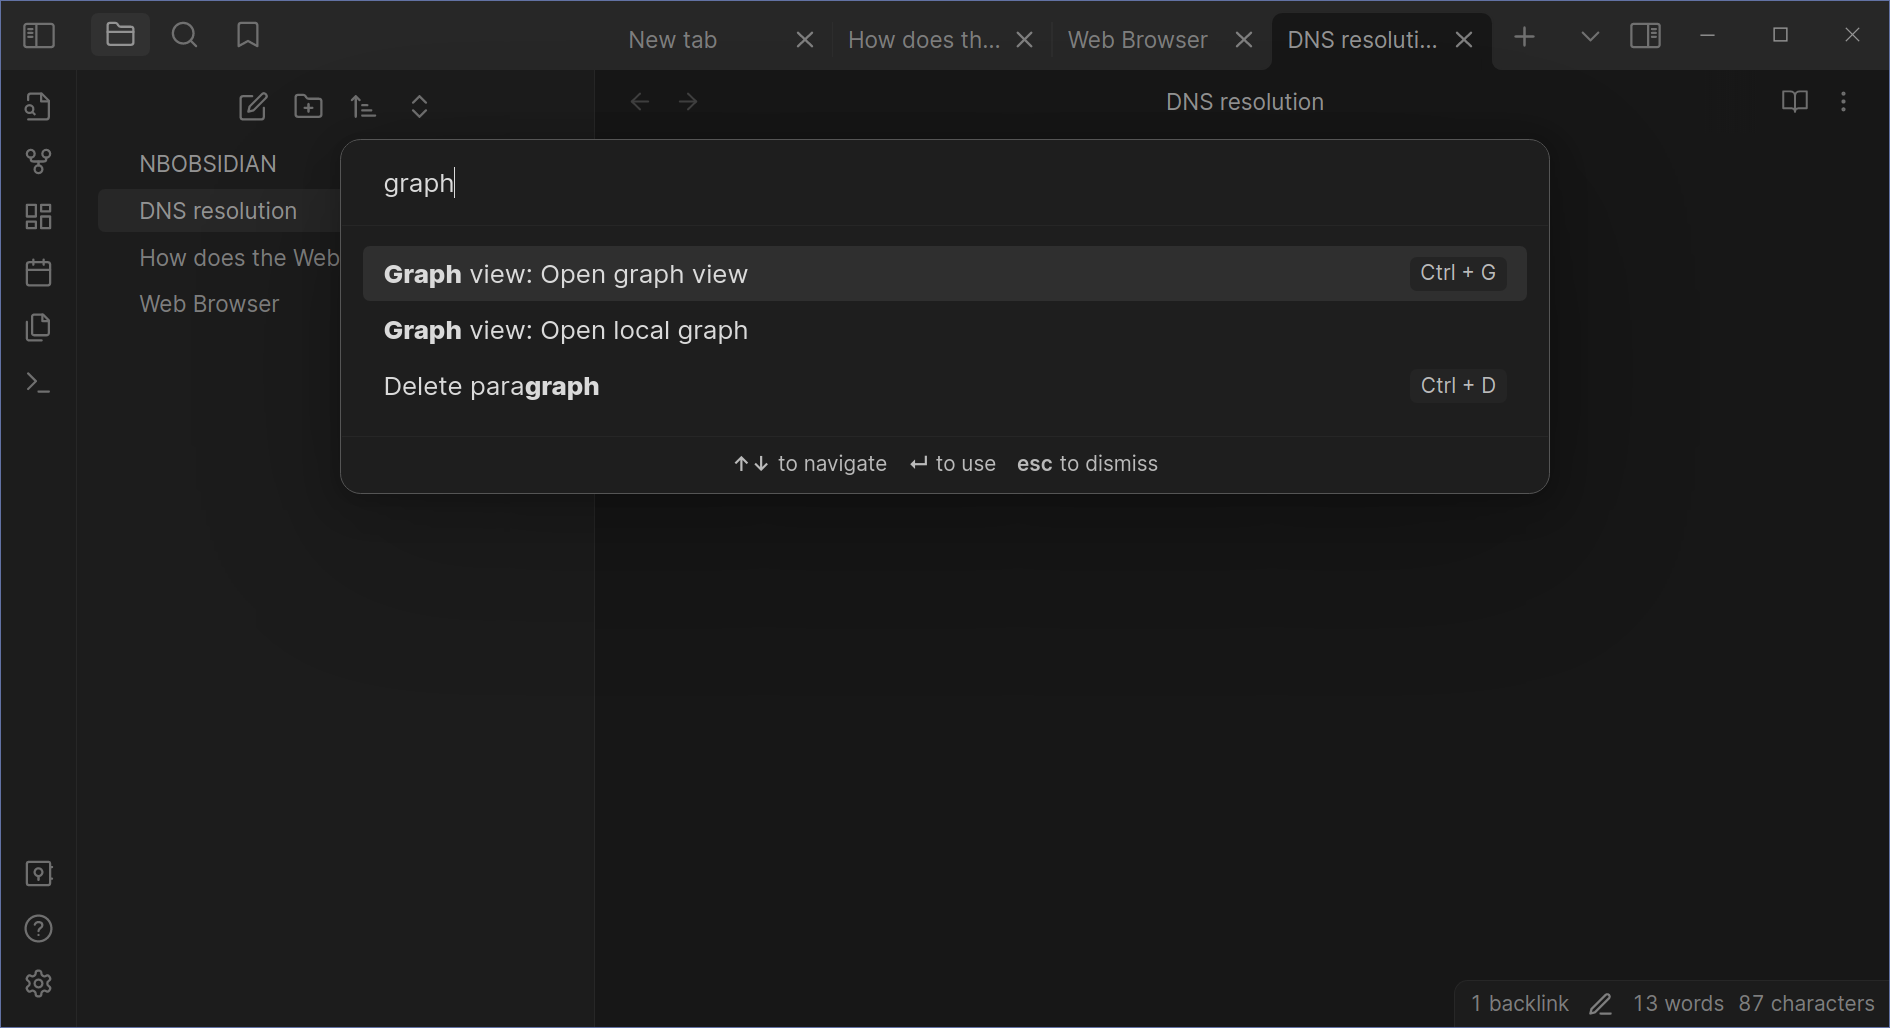 New tab
How does th...
Web Browser
DNS resoluti...
DNS resolution
NBOBSIDIAN
DNS resolution
How does the Web
Web Browser
graph
Graph view: Open graph view Ctrl + G
Graph view: Open local graph
Delete paragraph Ctrl + D
↑↓ to navigate ↵ to use esc to dismiss
1 backlink 13 words 87 characters